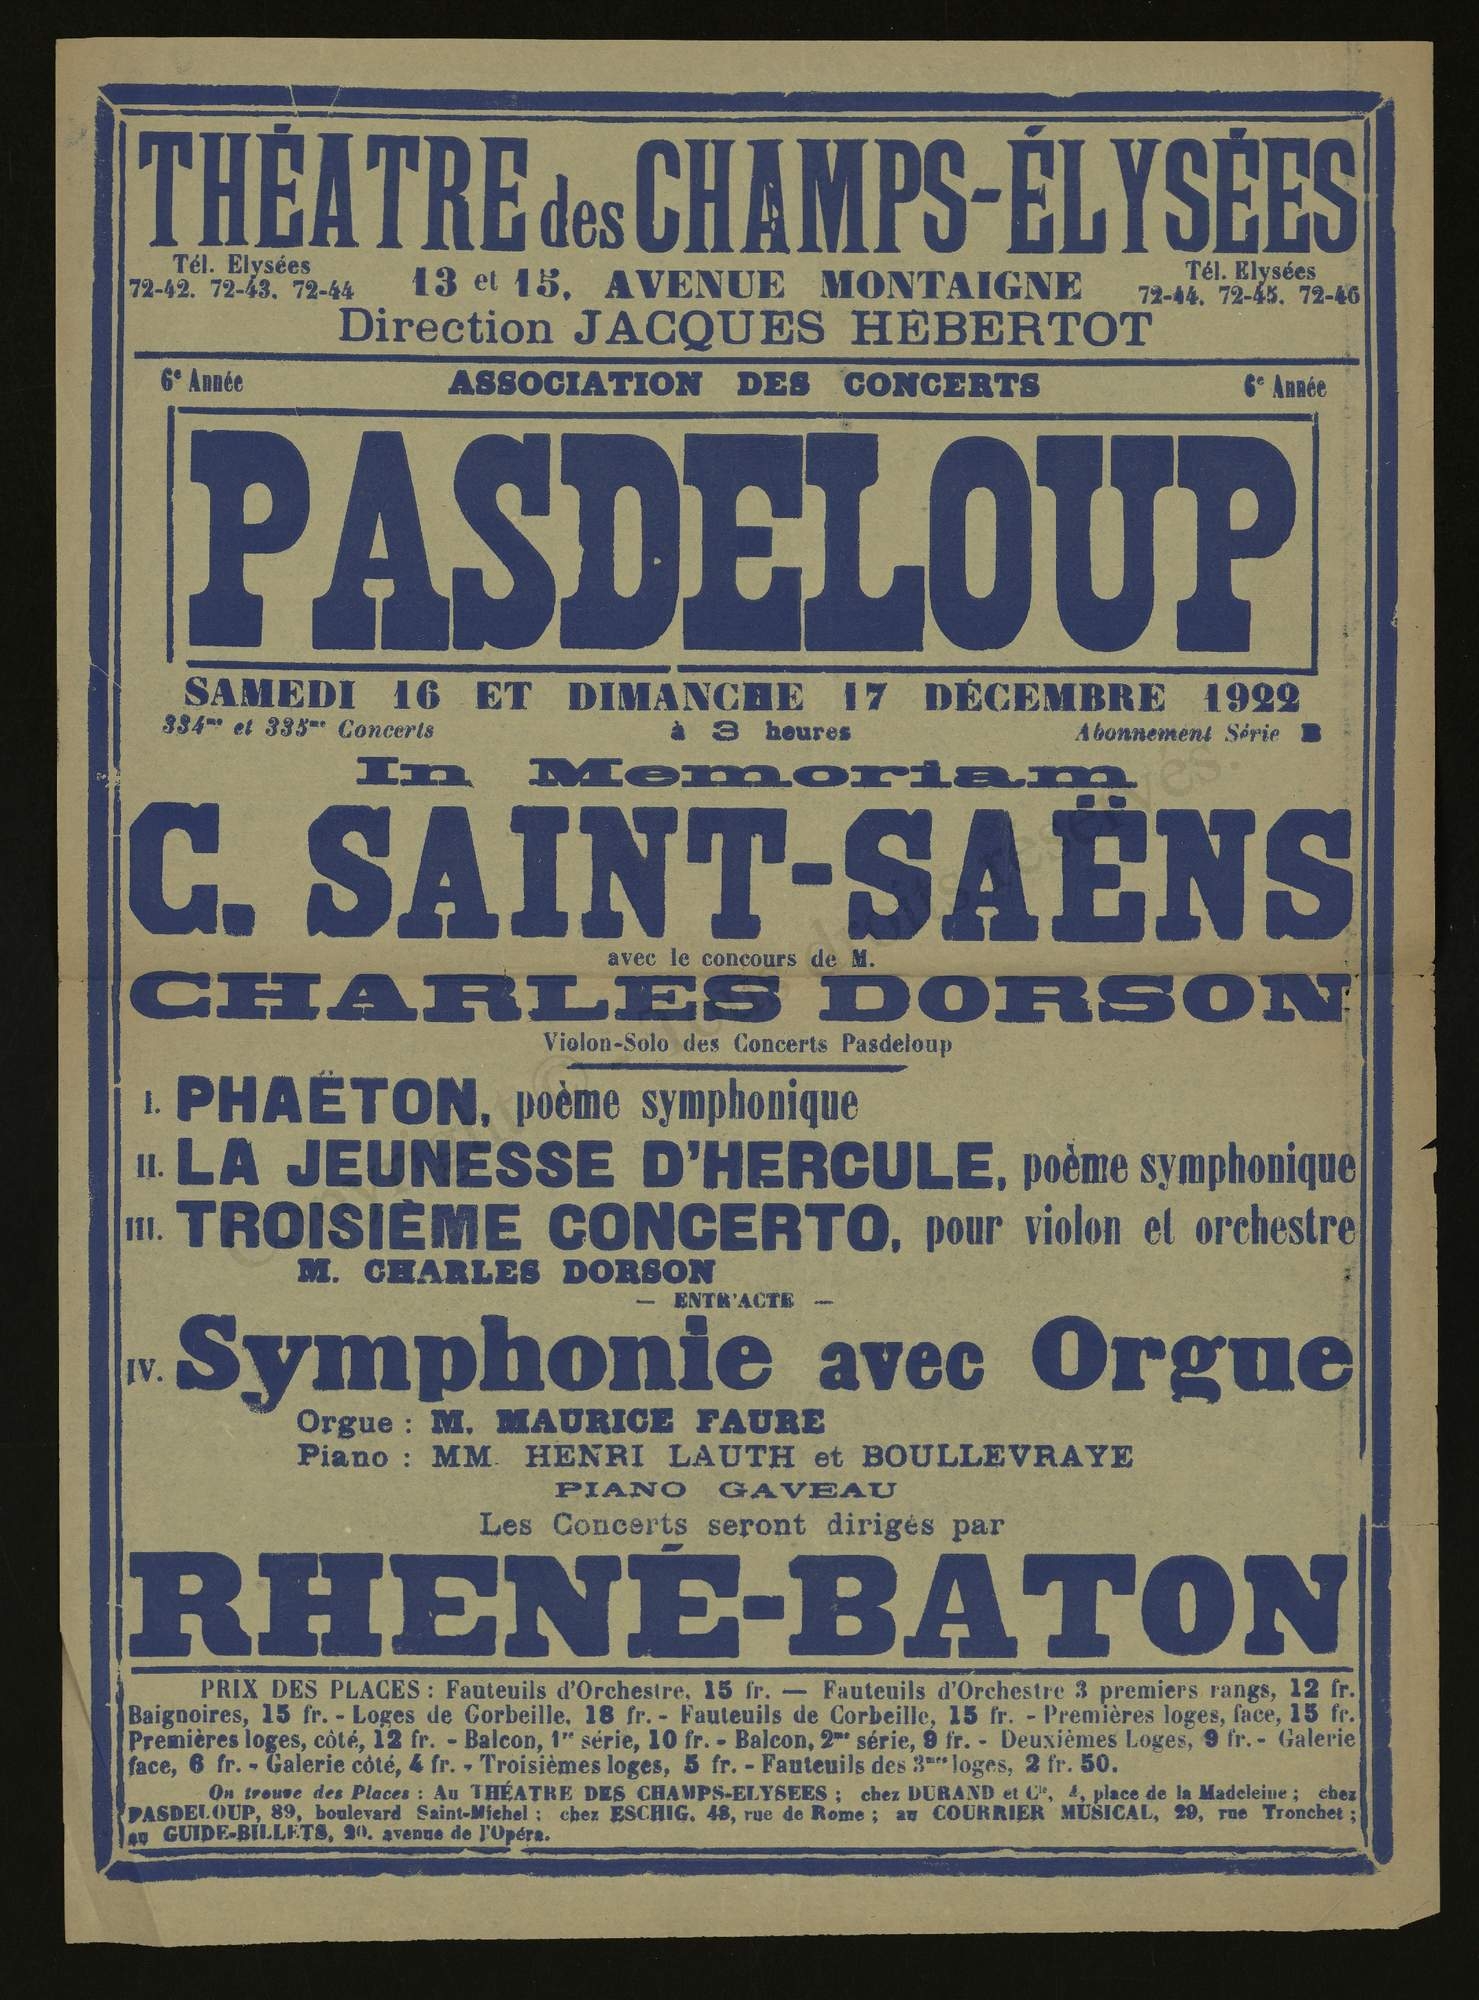 THÉATRE des CHAMPS-ÉLYSÉES
Tél. Elysées
72-42. 72-43. 72-44
13 et 15, AVENUE MONTAIGNE
Tél. Elysées
72-44. 72-45. 72-46
Direction JACQUES HÉBERTOT
6e Année ASSOCIATION DES CONCERTS 6e Année
PASDELOUP
SAMEDI 16 ET DIMANCHE 17 DÉCEMBRE 1922
334me et 335me Concerts à 3 heures Abonnement Série B
In Memoriam
C. SAINT-SAËNS
avec le concours de M.
CHARLES DORSON
Violon-Solo des Concerts Pasdeloup
I. PHAËTON, poème symphonique
II. LA JEUNESSE D'HERCULE, poème symphonique
III. TROISIÈME CONCERTO, pour violon et orchestre
M. CHARLES DORSON
— ENTR'ACTE —
IV. Symphonie avec Orgue
Orgue : M. MAURICE FAURE
Piano : MM. HENRI LAUTH et BOULLEVRAYE
PIANO GAVEAU
Les Concerts seront dirigés par
RHENÉ-BATON
PRIX DES PLACES : Fauteuils d'Orchestre, 15 fr. — Fauteuils d'Orchestre 3 premiers rangs, 12 fr.
Baignoires, 15 fr. - Loges de Corbeille, 18 fr. - Fauteuils de Corbeille, 15 fr. - Premières loges, face, 15 fr.
Premières loges, côté, 12 fr. - Balcon, 1re série, 10 fr. - Balcon, 2me série, 9 fr. - Deuxièmes Loges, 9 fr. - Galerie
face, 6 fr. - Galerie côté, 4 fr. - Troisièmes loges, 5 fr. - Fauteuils des 3mes loges, 2 fr. 50.
On trouve des Places : Au THÉATRE DES CHAMPS-ELYSEES ; chez DURAND et Cie, 4, place de la Madeleine ; chez
PASDELOUP, 89, boulevard Saint-Michel ; chez ESCHIG, 48, rue de Rome ; au COURRIER MUSICAL, 29, rue Tronchet ;
au GUIDE-BILLETS, 20, avenue de l'Opéra.
Copyright © - Tous droits réservés.